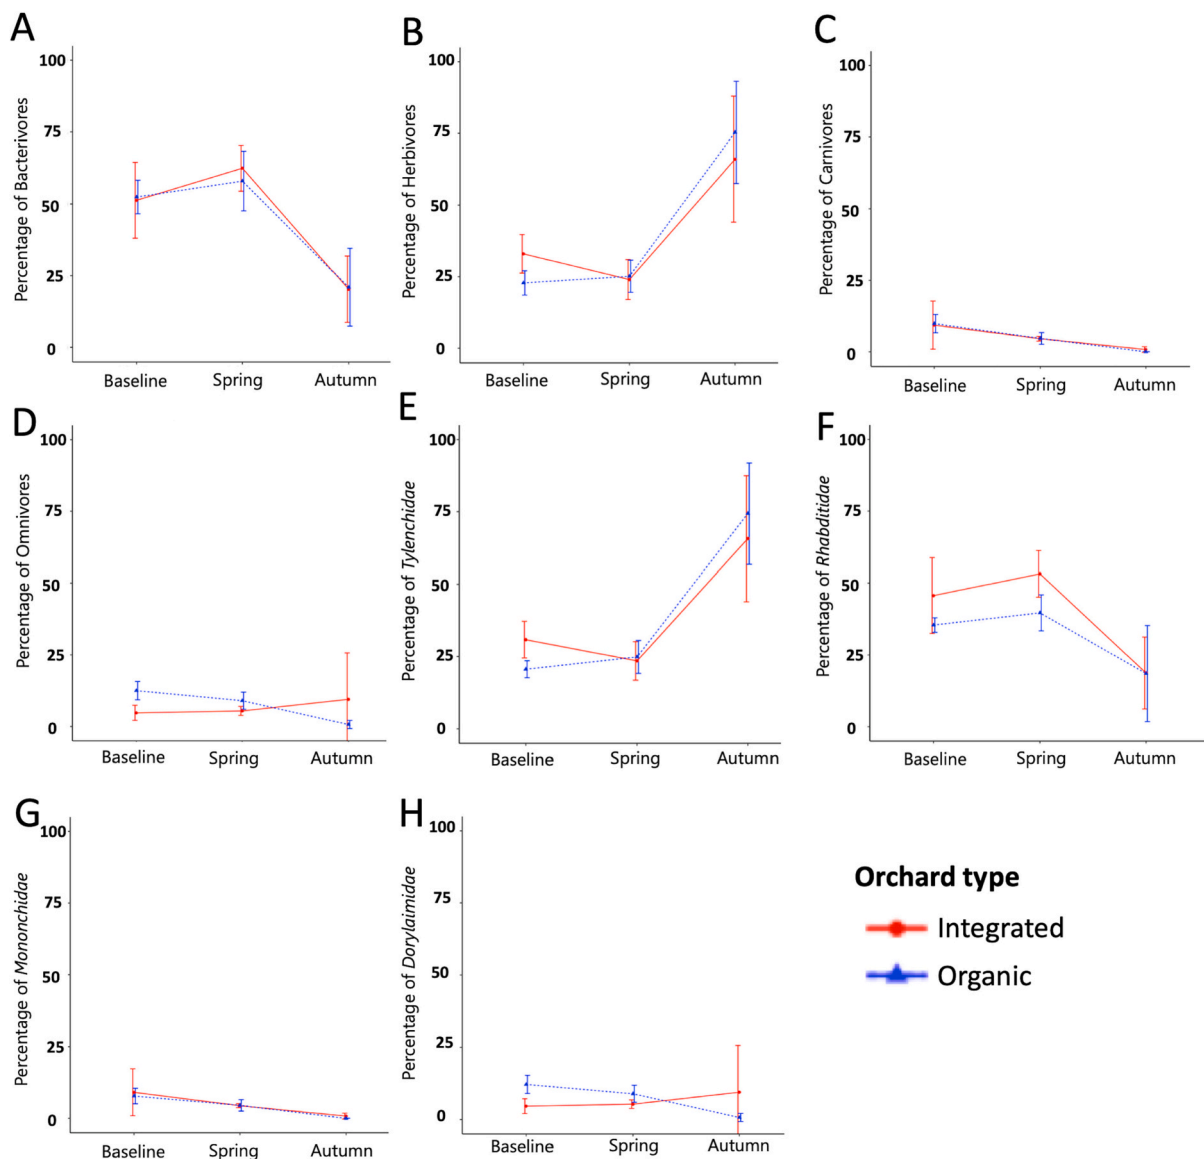 A
Percentage of Bacterivores
100
75
50
25
0
Baseline Spring Autumn
B
Percentage of Herbivores
100
75
50
25
0
Baseline Spring Autumn
C
Percentage of Carnivores
100
75
50
25
0
Baseline Spring Autumn
D
Percentage of Omnivores
100
75
50
25
0
Baseline Spring Autumn
E
Percentage of Tylenchidae
100
75
50
25
0
Baseline Spring Autumn
F
Percentage of Rhabditidae
100
75
50
25
0
Baseline Spring Autumn
G
Percentage of Mononchidae
100
75
50
25
0
Baseline Spring Autumn
H
Percentage of Dorylaimidae
100
75
50
25
0
Baseline Spring Autumn
Orchard type
Integrated
Organic